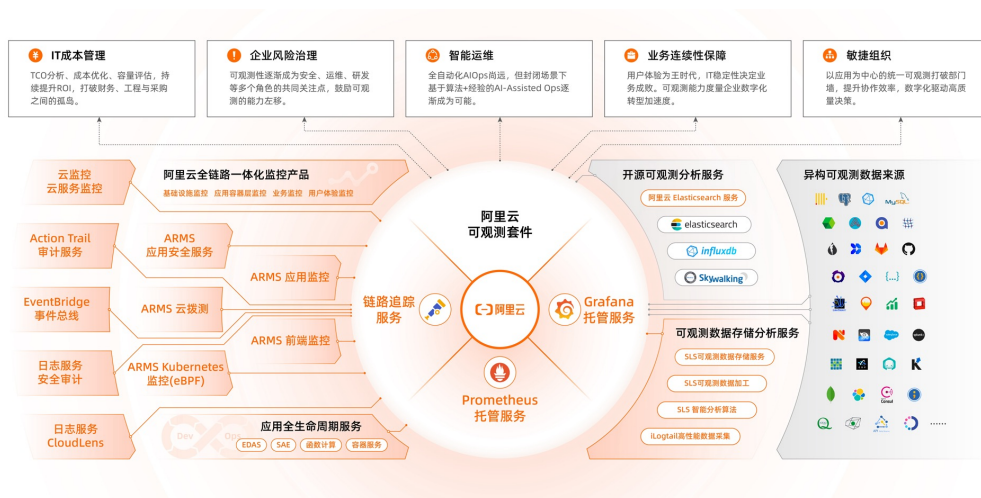 IT成本管理
TCO分析、成本优化、容量评估，持
续提升ROI，打破财务、工程与采购
之间的孤岛。
企业风险治理
可观测性逐渐成为安全、运维、研发
等多个角色的共同关注点，鼓励可观
测的能力左移。
智能运维
全自动化AIOps尚远，但封闭场景下
基于算法+经验的AI-Assisted Ops逐
渐成为可能。
业务连续性保障
用户体验为王时代，IT稳定性决定业
务成败。可观测能力度量企业数字化
转型加速度。
敏捷组织
以应用为中心的统一可观测打破部门
墙，提升协作效率，数字化驱动高质
量决策。
云监控
云服务监控
Action Trail
审计服务
EventBridge
事件总线
日志服务
安全审计
日志服务
CloudLens
阿里云全链路一体化监控产品
基础设施监控 应用容器层监控 业务监控 用户体验监控
ARMS
应用安全服务
ARMS 应用监控
ARMS 云拨测
ARMS 前端监控
ARMS Kubernetes
监控(eBPF)
Dev Ops
应用全生命周期服务
EDAS SAE 函数计算 容器服务
阿里云
可观测套件
链路追踪
服务
阿里云
Grafana
托管服务
Prometheus
托管服务
开源可观测分析服务
阿里云 Elasticsearch 服务
elasticsearch
influxdb
Skywalking
可观测数据存储分析服务
SLS可观测数据存储服务
SLS可观测数据加工
SLS 智能分析算法
iLogtail高性能数据采集
异构可观测数据来源
MySQL
......